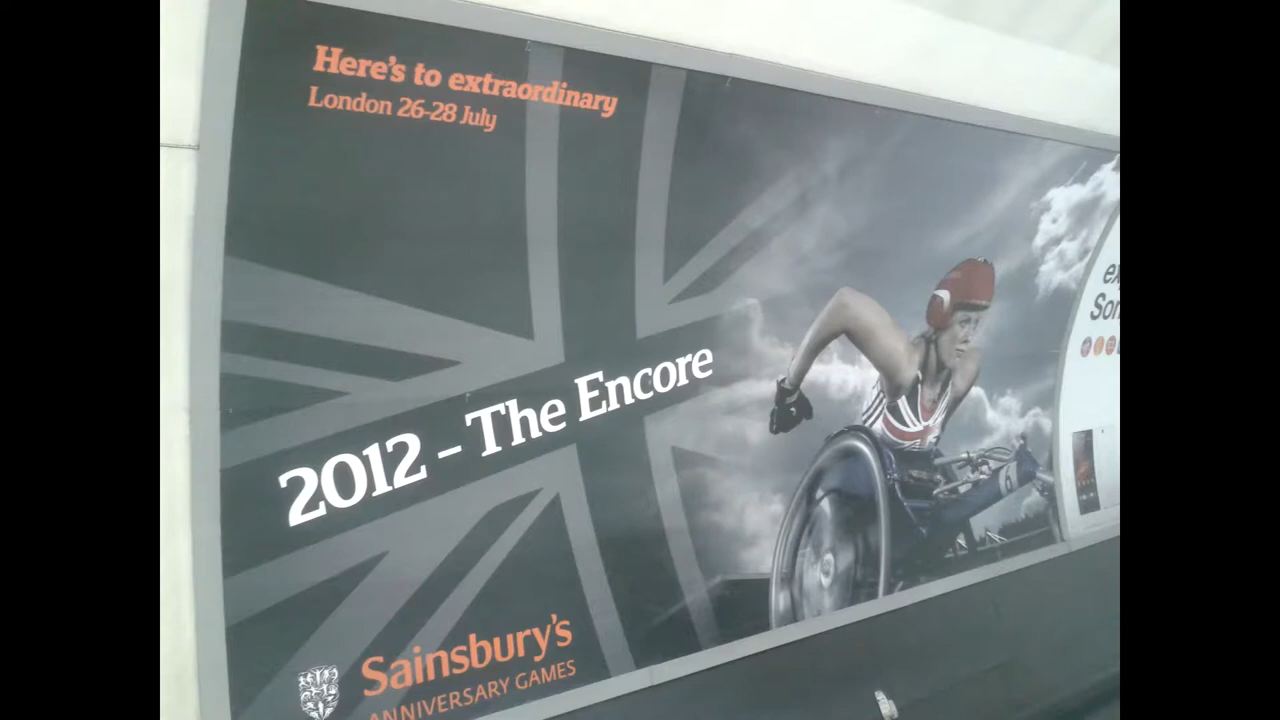 Here's to extraordinary
London 26-28 July
2012 – The Encore
Sainsbury's
ANNIVERSARY GAMES